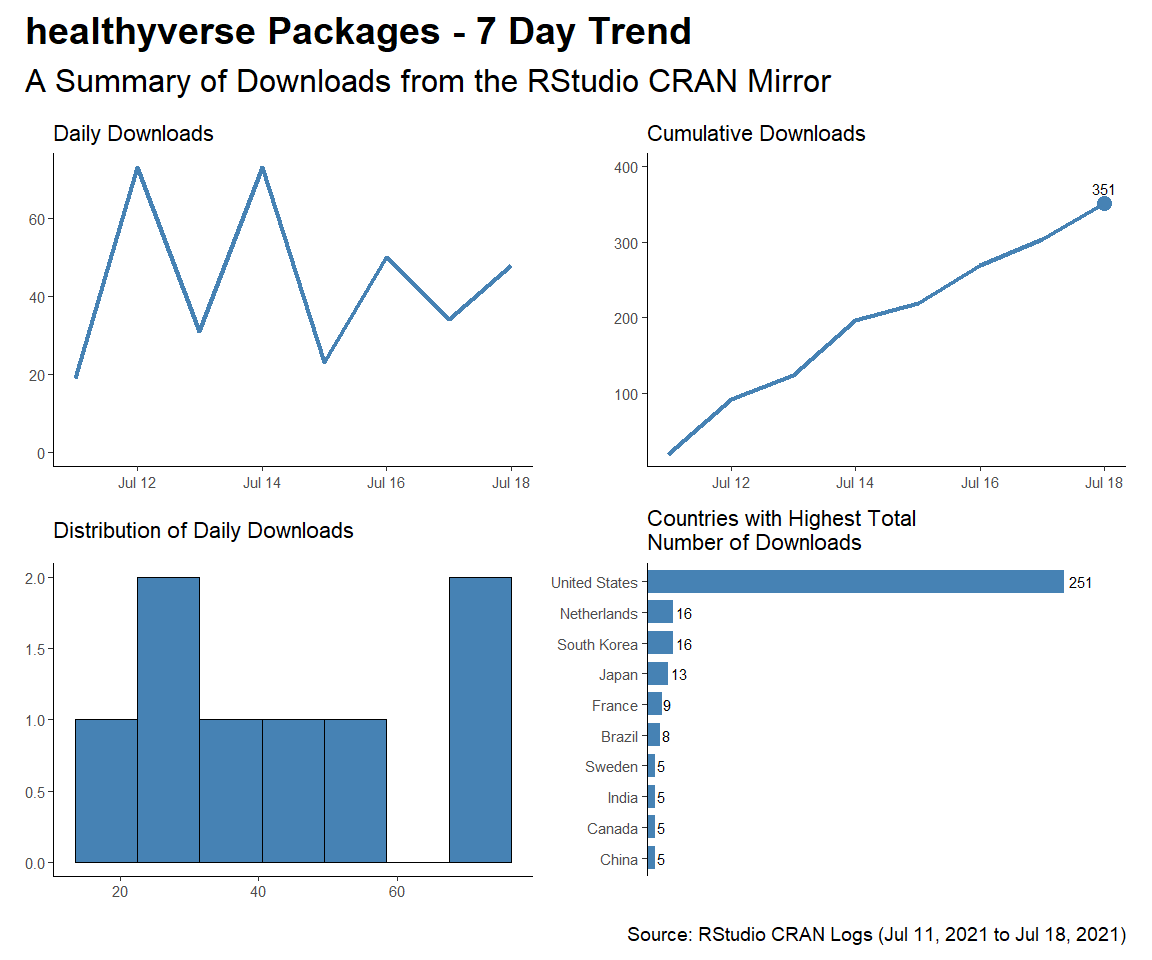 healthyverse Packages - 7 Day Trend
A Summary of Downloads from the RStudio CRAN Mirror
Daily Downloads
60
40
20
0
Jul 12 Jul 14 Jul 16 Jul 18
Cumulative Downloads
400
300
200
100
351
Jul 12 Jul 14 Jul 16 Jul 18
Distribution of Daily Downloads
2.0
1.5
1.0
0.5
0.0
20 40 60
Countries with Highest Total
Number of Downloads
United States 251
Netherlands 16
South Korea 16
Japan 13
France 9
Brazil 8
Sweden 5
India 5
Canada 5
China 5
Source: RStudio CRAN Logs (Jul 11, 2021 to Jul 18, 2021)